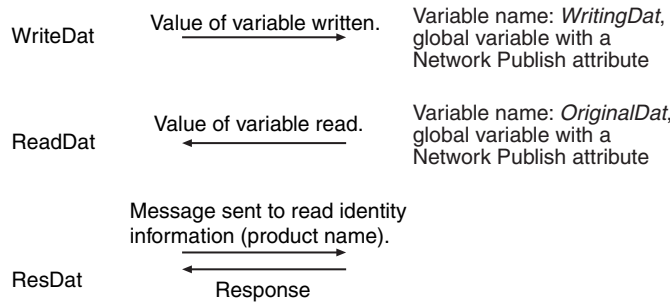 WriteDat
Value of variable written.
Variable name: WritingDat,
global variable with a
Network Publish attribute
ReadDat
Value of variable read.
Variable name: OriginalDat,
global variable with a
Network Publish attribute
Message sent to read identity
information (product name).
ResDat
Response